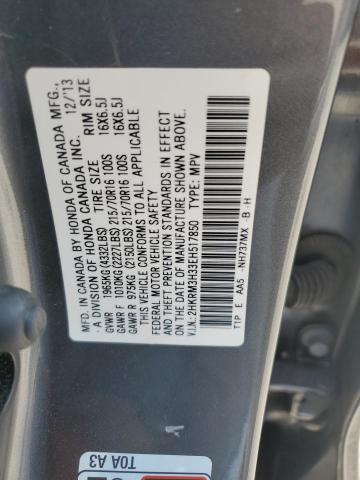 MFD. IN CANADA BY HONDA OF CANADA MFG.,
- A DIVISION OF HONDA CANADA INC. 12/'13
TIRE SIZE RIM SIZE
GVWR 1965KG(4332LBS)
GAWR F 1010KG(2227LBS) 215/70R16 100S 16X6.5J
GAWR R 975KG (2150LBS) 215/70R16 100S 16X6.5J
THIS VEHICLE CONFORMS TO ALL APPLICABLE
FEDERAL MOTOR VEHICLE SAFETY
AND THEFT PREVENTION STANDARDS IN EFFECT
ON THE DATE OF MANUFACTURE SHOWN ABOVE.
V.I.N.: 2HKRM3H33EH517850 TYPE: MPV
T1P E AA5 -NH737MX -B -H
T0A A3